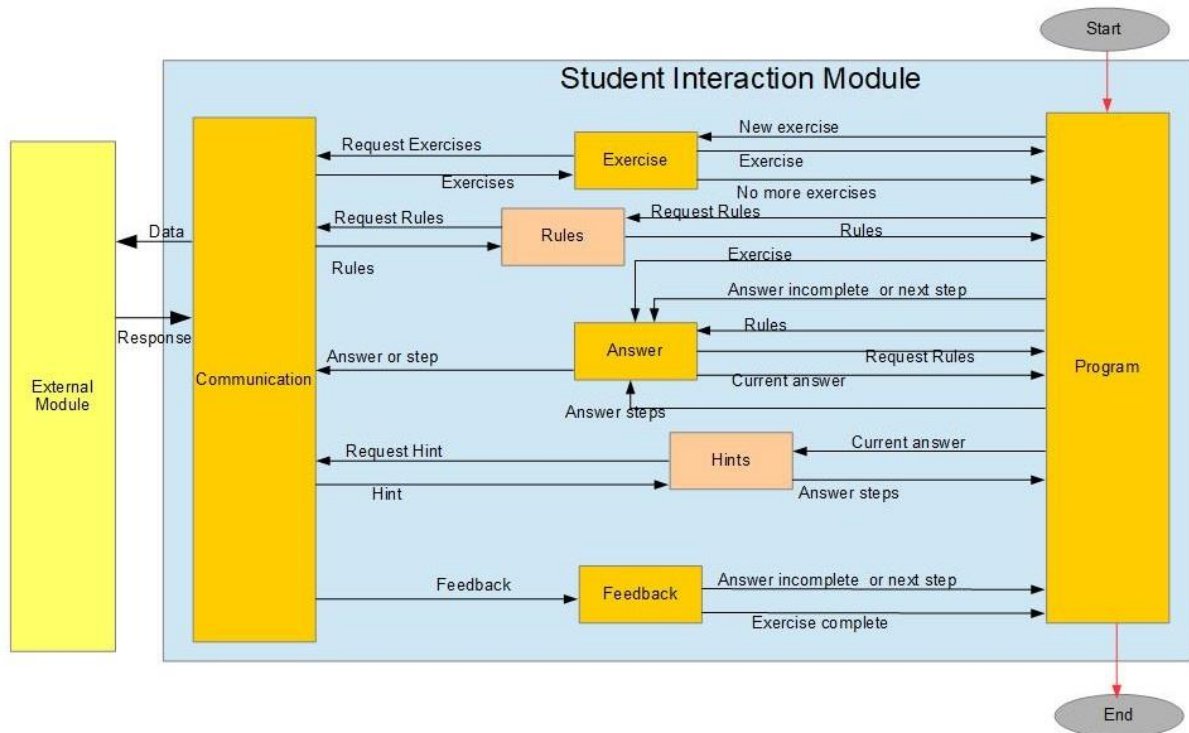 Start
Student Interaction Module
New exercise
Request Exercises
Exercise
Exercise
Exercises
No more exercises
Request Rules
Request Rules
Data
Rules
Rules
Rules
Exercise
Answer incomplete or next step
Rules
Response
Answer or step
Answer
Request Rules
Communication
Current answer
Program
External
Module
Answer steps
Current answer
Request Hint
Hints
Hint
Answer steps
Feedback
Feedback
Answer incomplete or next step
Exercise complete
End